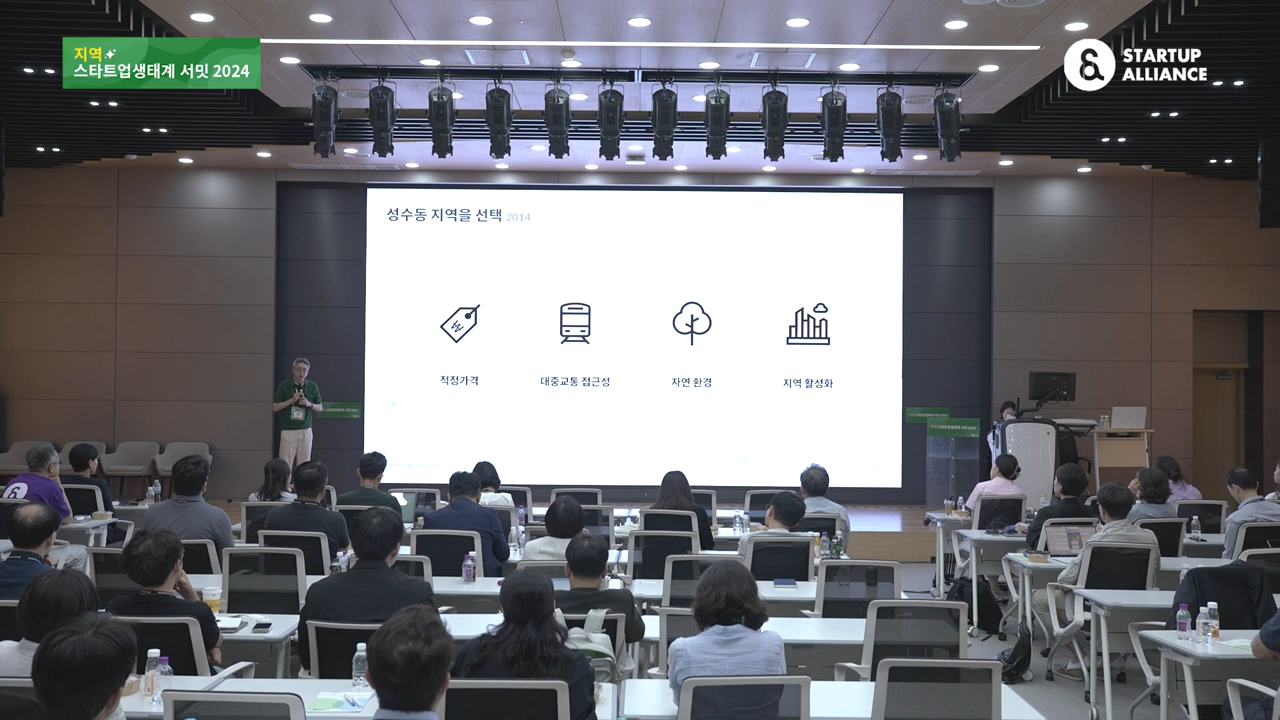 지역
스타트업생태계 서밋 2024
STARTUP
ALLIANCE
성수동 지역을 선택 2014
적정가격
대중교통 접근성
자연 환경
지역 활성화